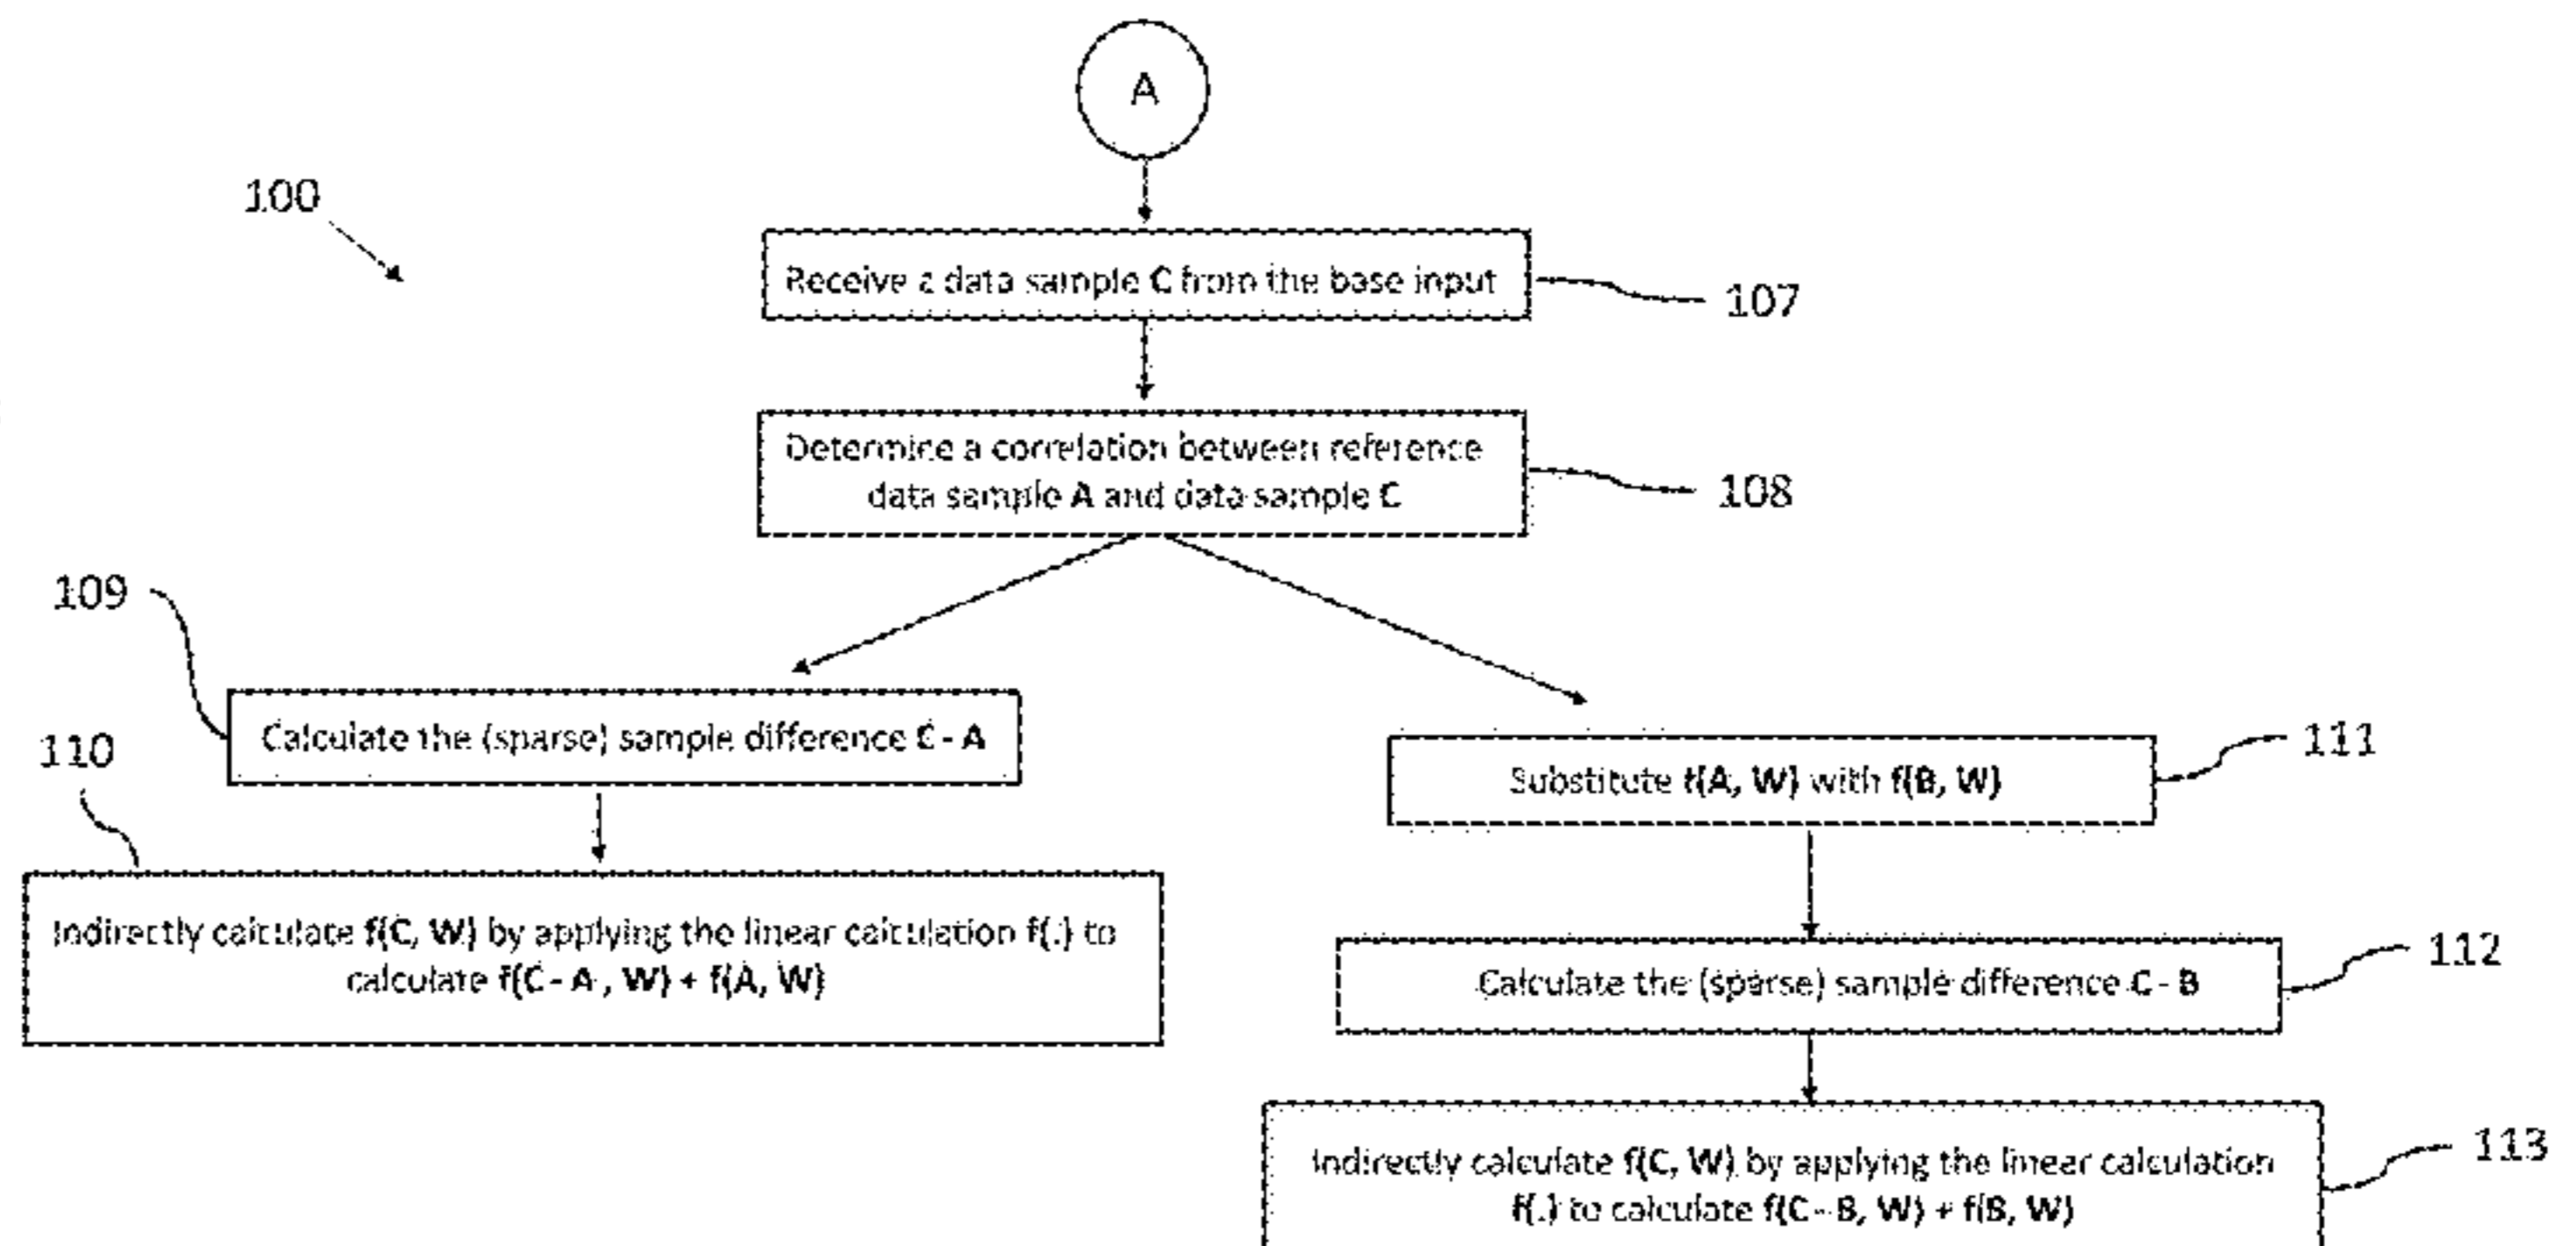 A
100
Receive a data sample C from the base input
107
Determine a correlation between reference
data sample A and data sample C
108
109
Calculate the (sparse) sample difference C - A
110
Indirectly calculate f(C, W) by applying the linear calculation f(.) to
calculate f(C - A , W) + f(A, W)
Substitute f(A, W) with f(B, W)
111
Calculate the (sparse) sample difference C - B
112
Indirectly calculate f(C, W) by applying the linear calculation
f(.) to calculate f(C - B, W) + f(B, W)
113